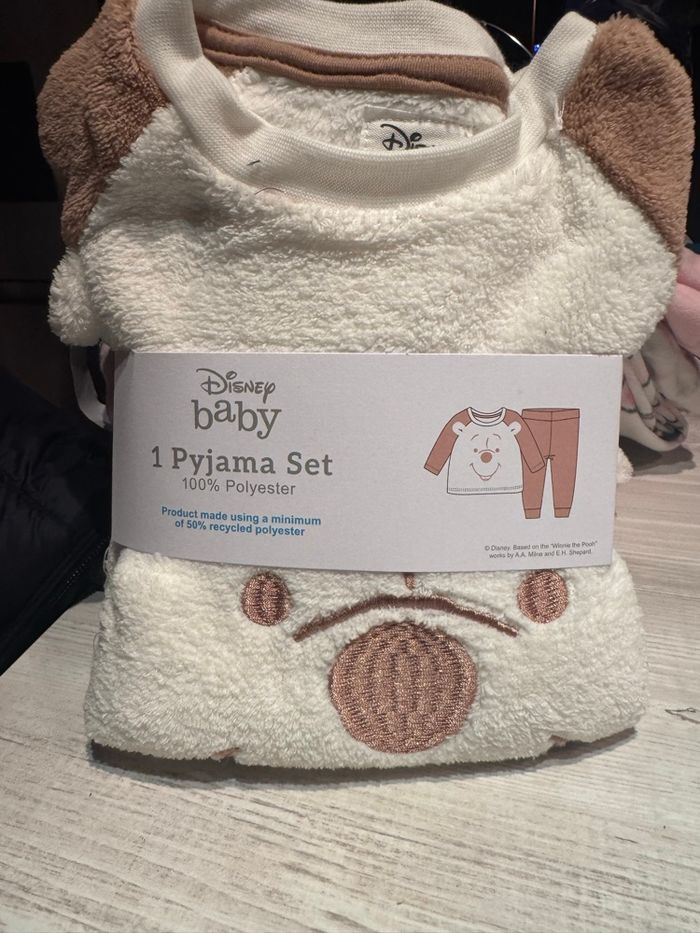 Disney
baby
1 Pyjama Set
100% Polyester
Product made using a minimum
of 50% recycled polyester
© Disney. Based on the "Winnie the Pooh"
works by A.A. Milne and E.H. Shepard.